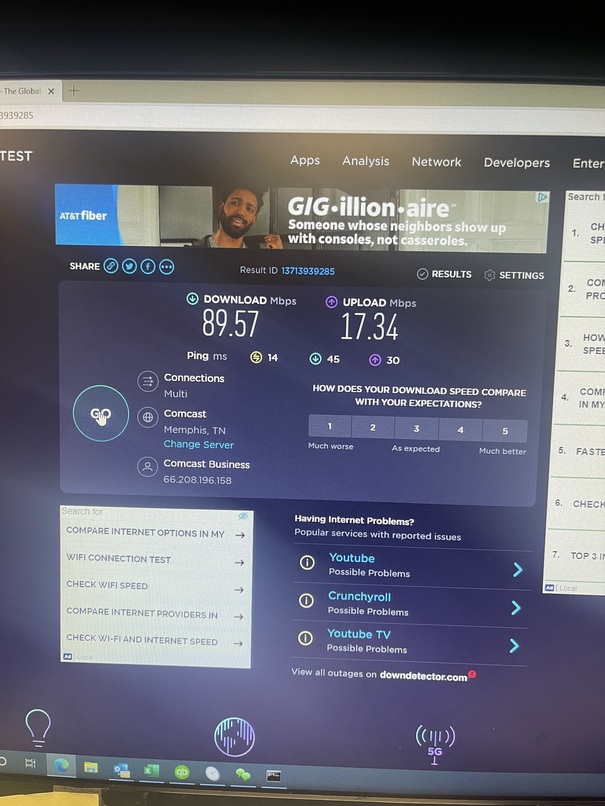 - The Global
3939285
TEST
Apps Analysis Network Developers Enter
AT&T fiber
GIG•illion•aire℠
Someone whose neighbors show up
with consoles, not casseroles.
SHARE
Result ID 13713939285
RESULTS
SETTINGS
DOWNLOAD Mbps
89.57
UPLOAD Mbps
17.34
Ping ms 14 45 30
GO
Connections
Multi
Comcast
Memphis, TN
Change Server
Comcast Business
66.208.196.158
HOW DOES YOUR DOWNLOAD SPEED COMPARE
WITH YOUR EXPECTATIONS?
1 2 3 4 5
Much worse As expected Much better
Search for
COMPARE INTERNET OPTIONS IN MY
WIFI CONNECTION TEST
CHECK WIFI SPEED
COMPARE INTERNET PROVIDERS IN
CHECK WI-FI AND INTERNET SPEED
Ad | Local
Having Internet Problems?
Popular services with reported issues
Youtube
Possible Problems
Crunchyroll
Possible Problems
Youtube TV
Possible Problems
View all outages on downdetector.com
Search f
1. CH
SPE
2. COM
PRO
3. HOW
SPEE
4. COMP
IN MY
5. FASTE
6. CHECK
7. TOP 3 IN
Ad | Local
5G
qb